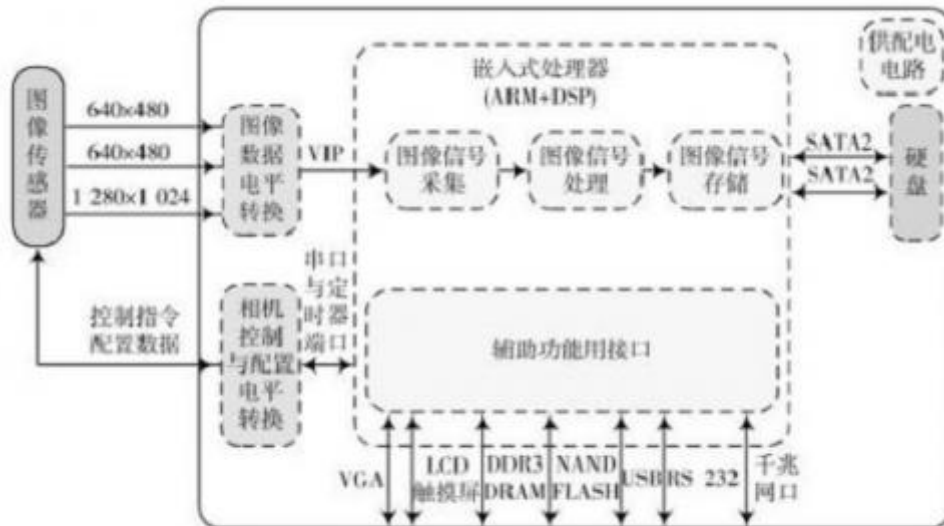 供配电
电路
嵌入式处理器
(ARM+DSP)
图
像
传
感
器
640×480
640×480
1 280×1 024
图像
数据
电平
转换
VIP
图像信号
采集
图像信号
处理
图像信号
存储
SATA2
SATA2
硬
盘
控制指令
配置数据
相机
控制
与配置
电平
转换
串口
与定
时器
端口
辅助功能用接口
VGA
LCD
触摸屏
DDR3
DRAM
NAND
FLASH
USB
RS 232
千兆
网口